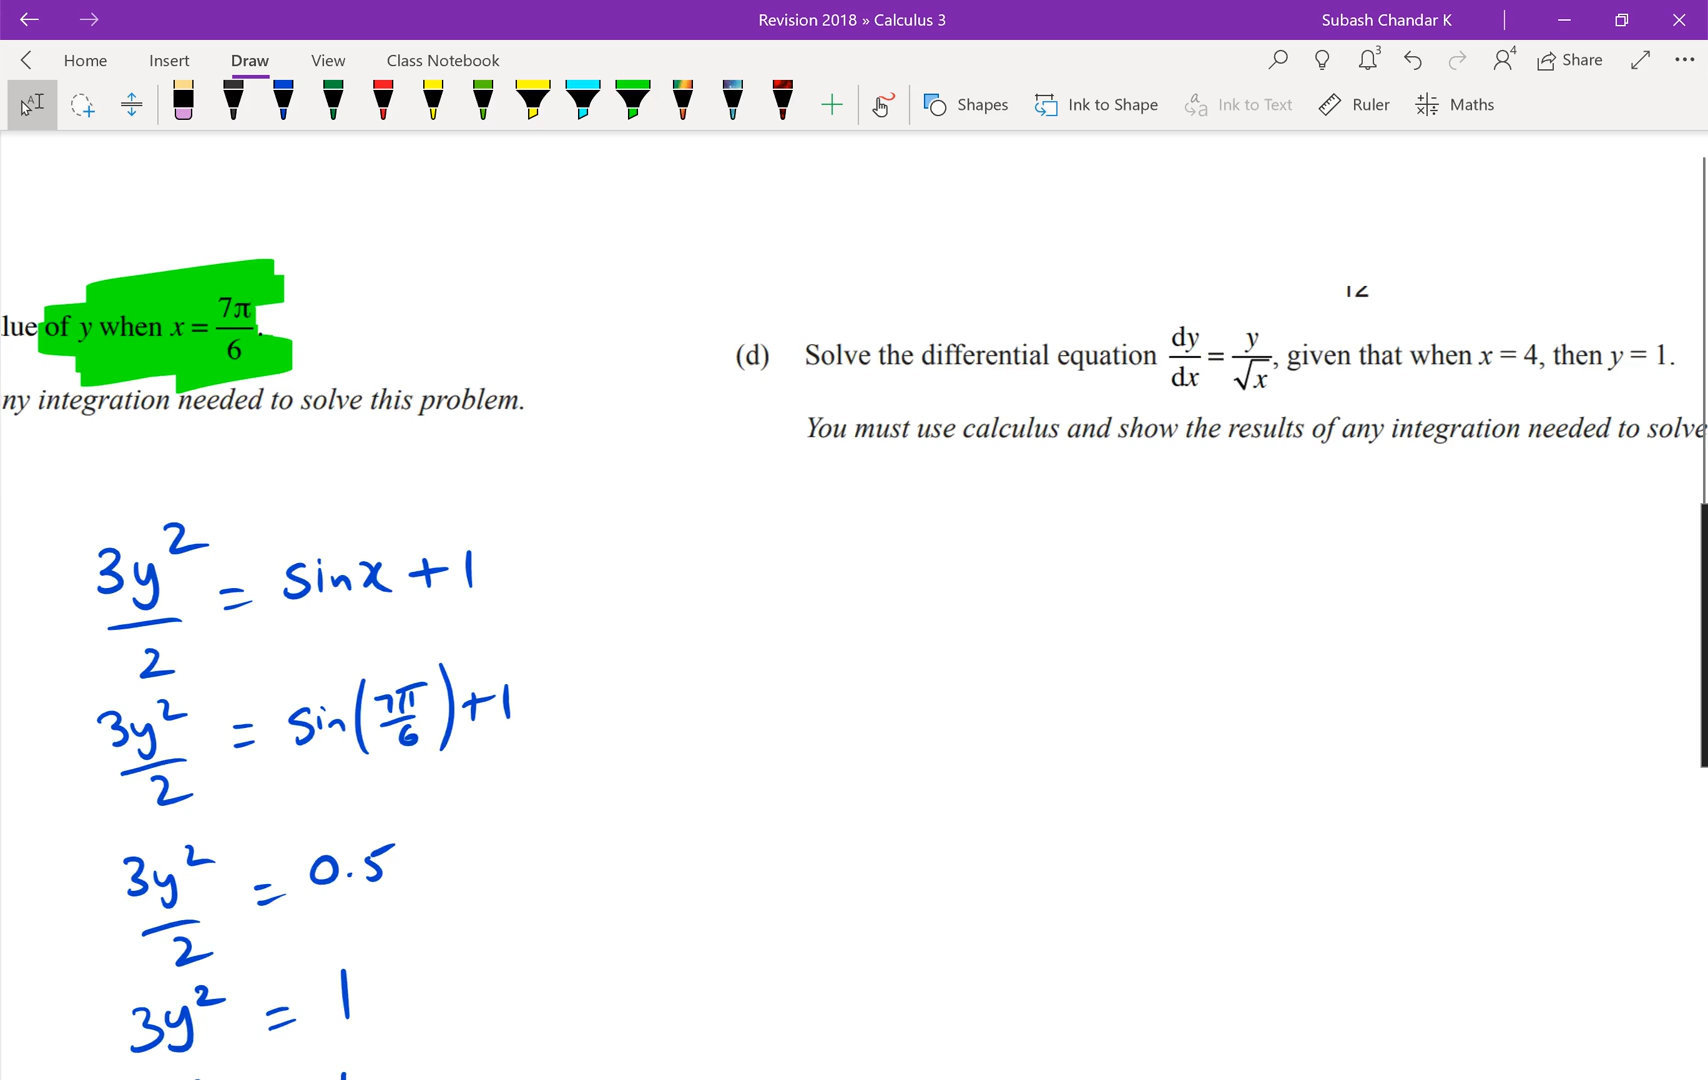 Revision 2018 » Calculus 3
Subash Chandar K
Home Insert Draw View Class Notebook
3
4
Share
Shapes
Ink to Shape
Ink to Text
Ruler
Maths
lue of y when x = 7π/6.
ny integration needed to solve this problem.
(d) Solve the differential equation dy/dx = y/√x, given that when x = 4, then y = 1.
You must use calculus and show the results of any integration needed to solve
3y²/2 = sinx + 1
3y²/2 = sin(7π/6) + 1
3y²/2 = 0.5
3y² = 1